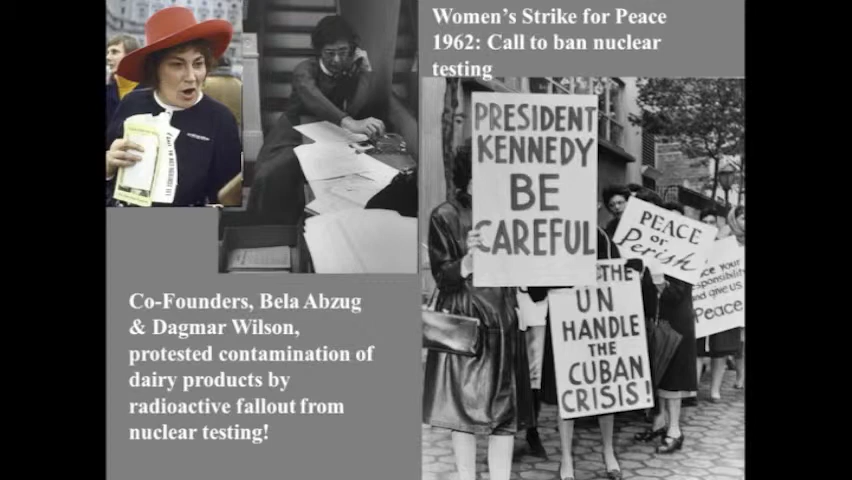 Women's Strike for Peace
1962: Call to ban nuclear
testing
Co-Founders, Bela Abzug
& Dagmar Wilson,
protested contamination of
dairy products by
radioactive fallout from
nuclear testing!
PRESIDENT
KENNEDY
BE
CAREFUL
THE
UN
HANDLE
THE
CUBAN
CRISIS!
PEACE
or
Perish
Your
and give us
Peace